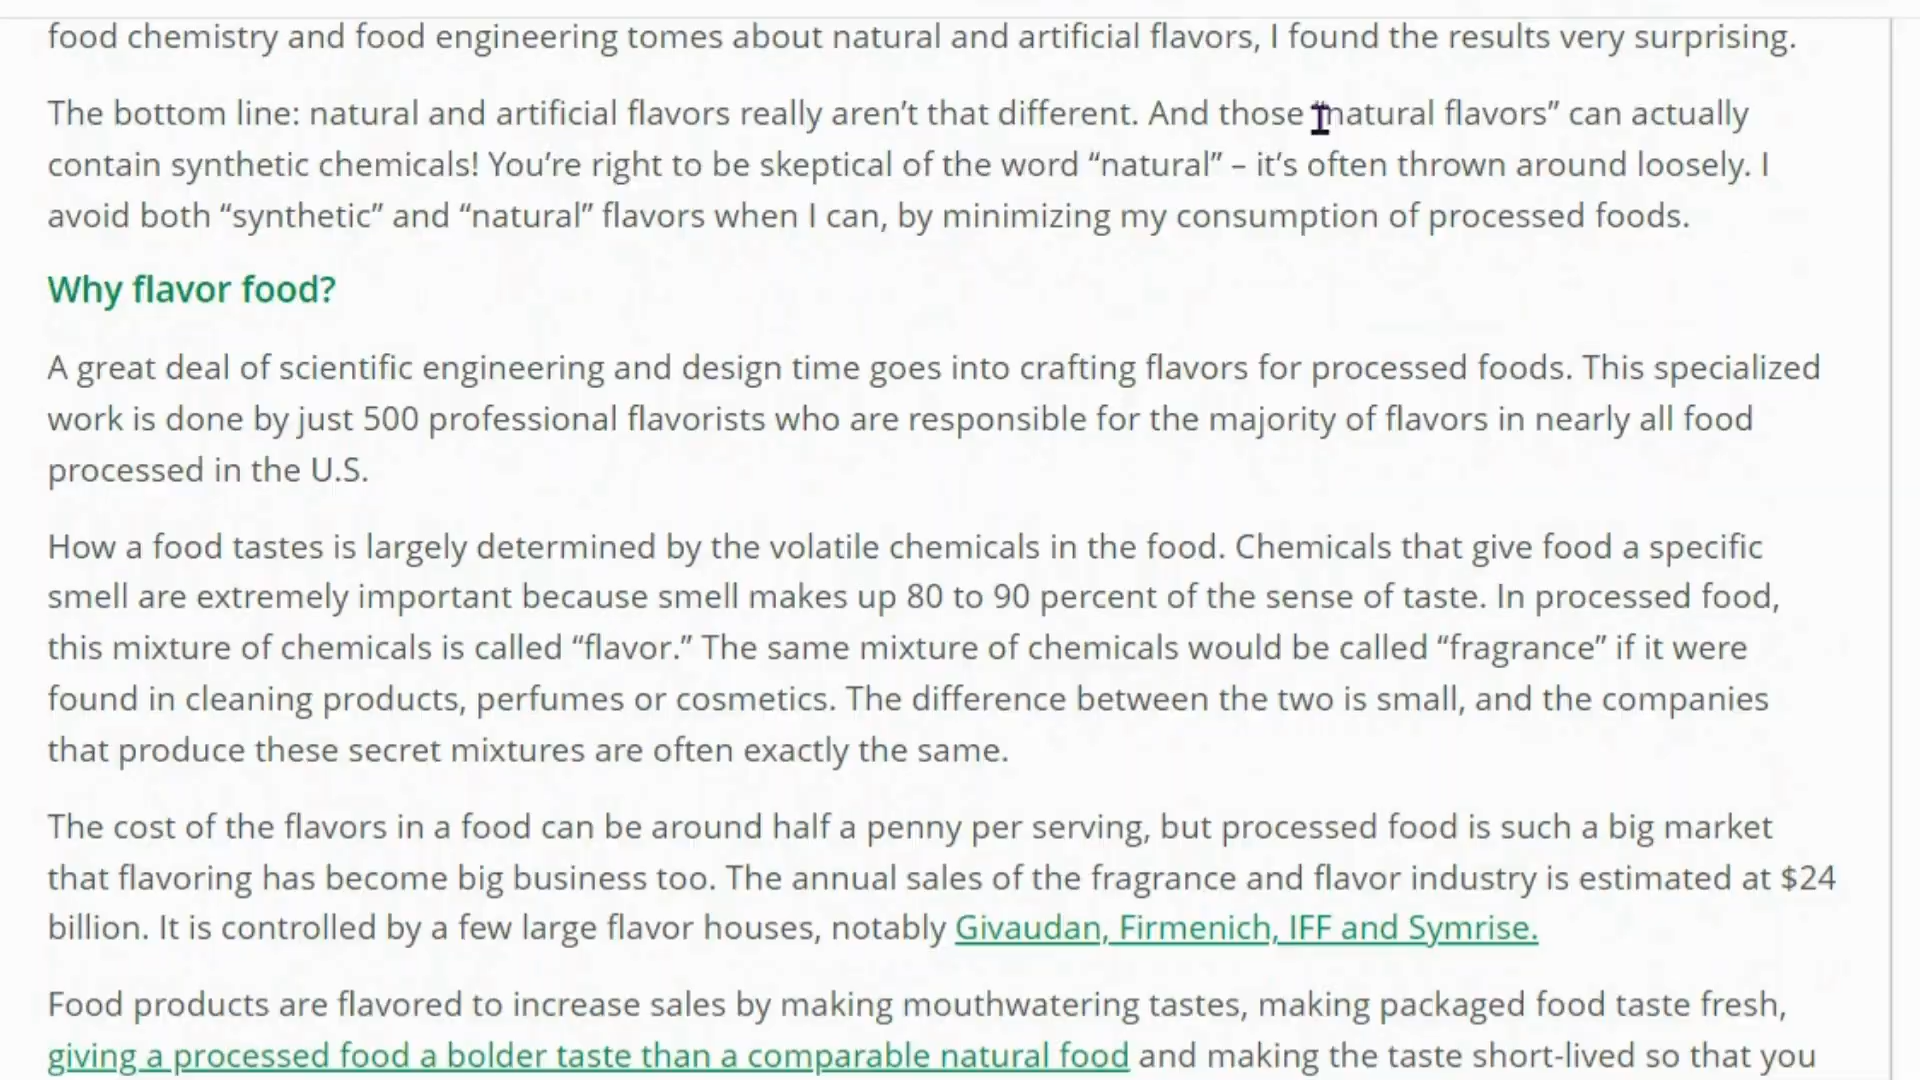 food chemistry and food engineering tomes about natural and artificial flavors, I found the results very surprising.
The bottom line: natural and artificial flavors really aren’t that different. And those “natural flavors” can actually
contain synthetic chemicals! You’re right to be skeptical of the word “natural” – it’s often thrown around loosely. I
avoid both “synthetic” and “natural” flavors when I can, by minimizing my consumption of processed foods.
Why flavor food?
A great deal of scientific engineering and design time goes into crafting flavors for processed foods. This specialized
work is done by just 500 professional flavorists who are responsible for the majority of flavors in nearly all food
processed in the U.S.
How a food tastes is largely determined by the volatile chemicals in the food. Chemicals that give food a specific
smell are extremely important because smell makes up 80 to 90 percent of the sense of taste. In processed food,
this mixture of chemicals is called “flavor.” The same mixture of chemicals would be called “fragrance” if it were
found in cleaning products, perfumes or cosmetics. The difference between the two is small, and the companies
that produce these secret mixtures are often exactly the same.
The cost of the flavors in a food can be around half a penny per serving, but processed food is such a big market
that flavoring has become big business too. The annual sales of the fragrance and flavor industry is estimated at $24
billion. It is controlled by a few large flavor houses, notably Givaudan, Firmenich, IFF and Symrise.
Food products are flavored to increase sales by making mouthwatering tastes, making packaged food taste fresh,
giving a processed food a bolder taste than a comparable natural food and making the taste short-lived so that you